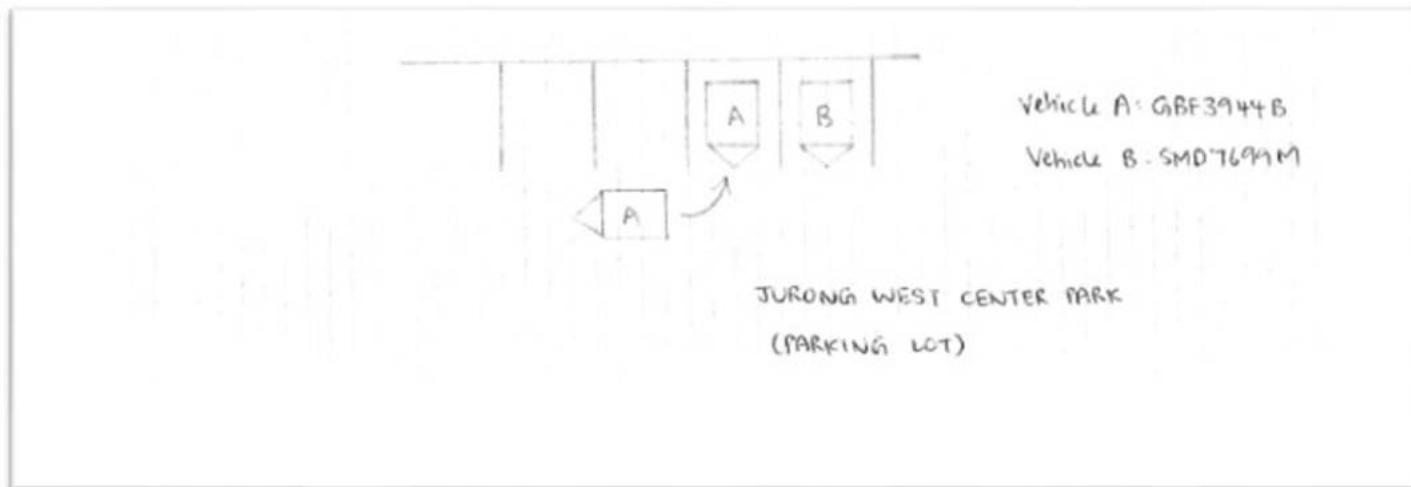 A
B
Vehicle A: GBF3944B
Vehicle B: SMD7699M
A
JURONG WEST CENTER PARK
(PARKING LOT)